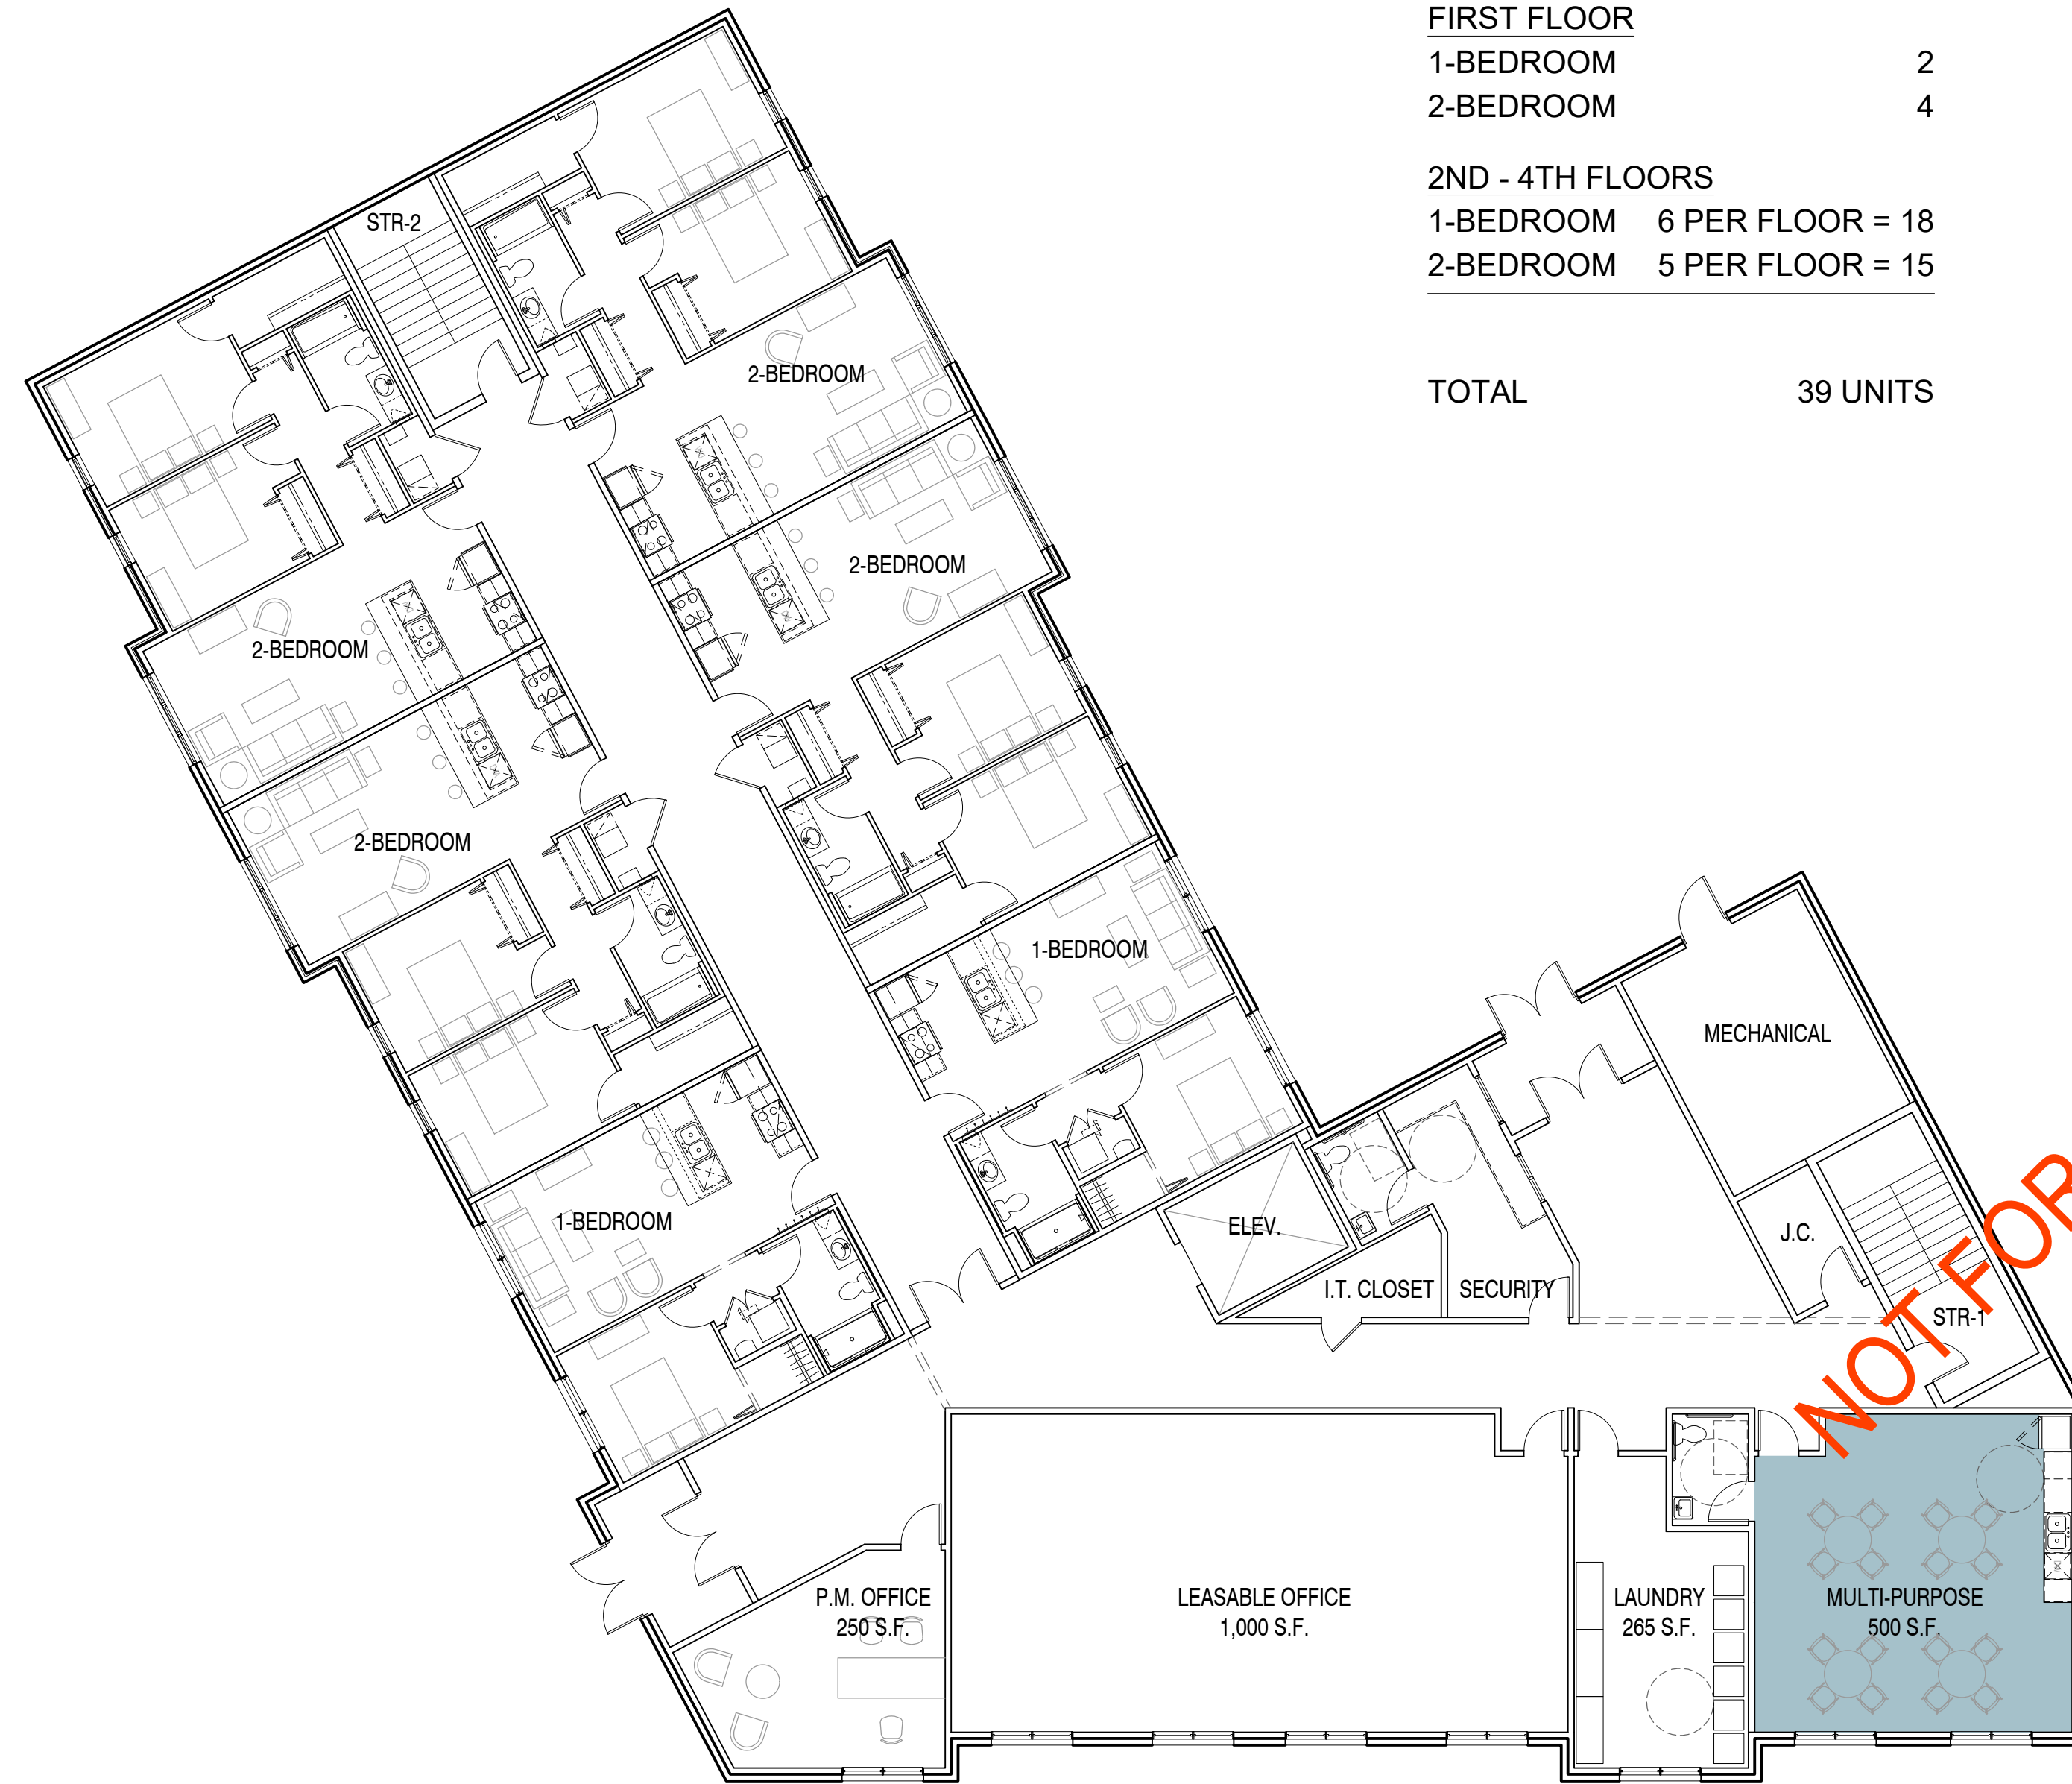 FIRST FLOOR
1-BEDROOM 2
2-BEDROOM 4
2ND - 4TH FLOORS
1-BEDROOM 6 PER FLOOR = 18
2-BEDROOM 5 PER FLOOR = 15
TOTAL 39 UNITS
STR-2
2-BEDROOM
2-BEDROOM
2-BEDROOM
2-BEDROOM
1-BEDROOM
MECHANICAL
1-BEDROOM
ELEV.
J.C.
I.T. CLOSET
SECURITY
STR-1
NOT FOR
P.M. OFFICE
250 S.F.
LEASABLE OFFICE
1,000 S.F.
LAUNDRY
265 S.F.
MULTI-PURPOSE
500 S.F.